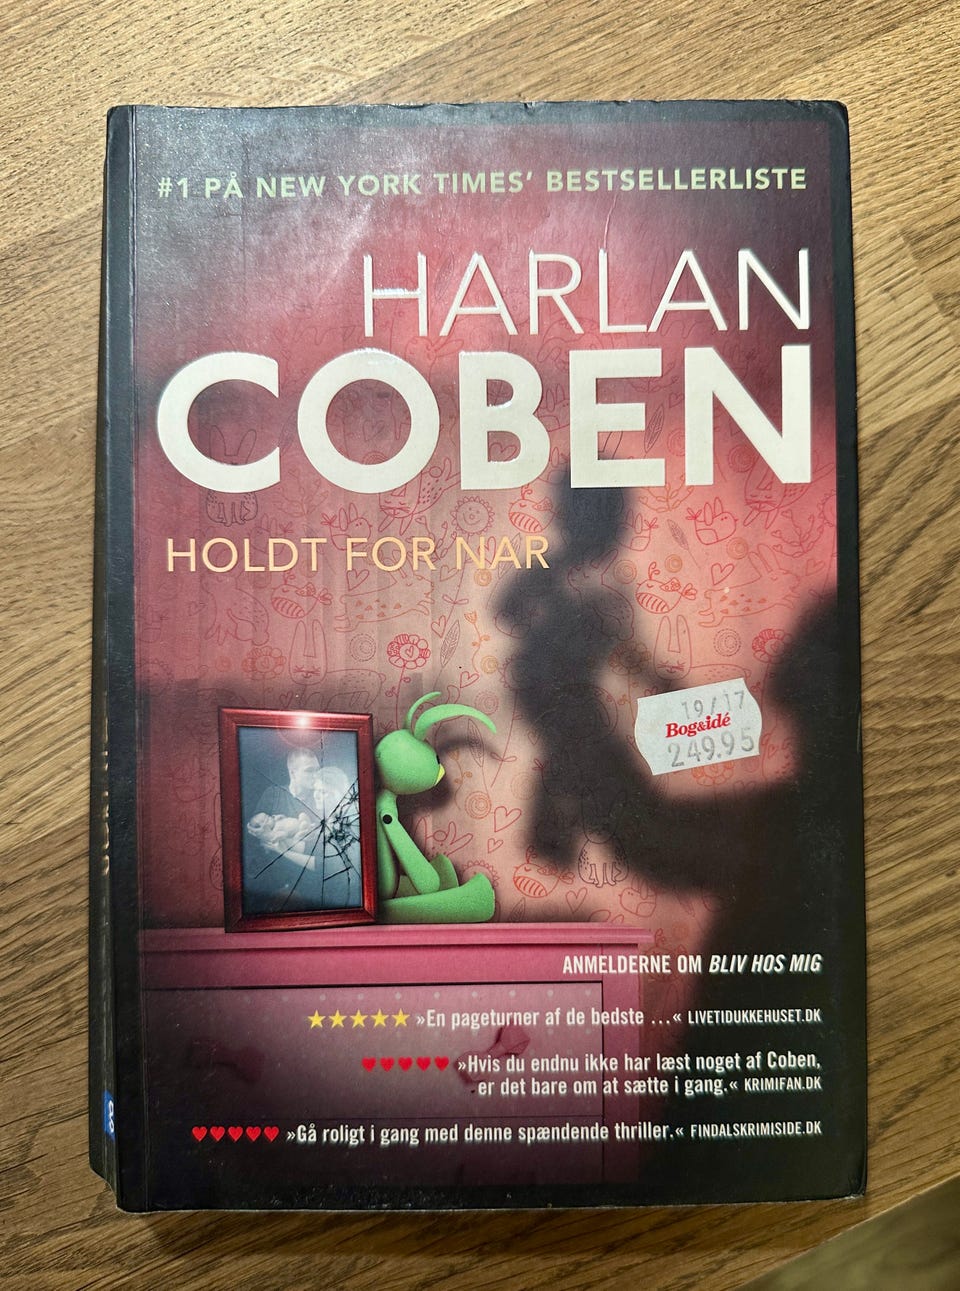 #1 PÅ NEW YORK TIMES’ BESTSELLERLISTE
HARLAN
COBEN
HOLDT FOR NAR
19/17
Bog&idé
249.95
ANMELDERNE OM BLIV HOS MIG
★★★★★ »En pageturner af de bedste ...« LIVETIDUKKEHUSET.DK
♥♥♥♥♥ »Hvis du endnu ikke har læst noget af Coben,
er det bare om at sætte i gang.« KRIMIFAN.DK
♥♥♥♥♥ »Gå roligt i gang med denne spændende thriller.« FINDALSKRIMISIDE.DK